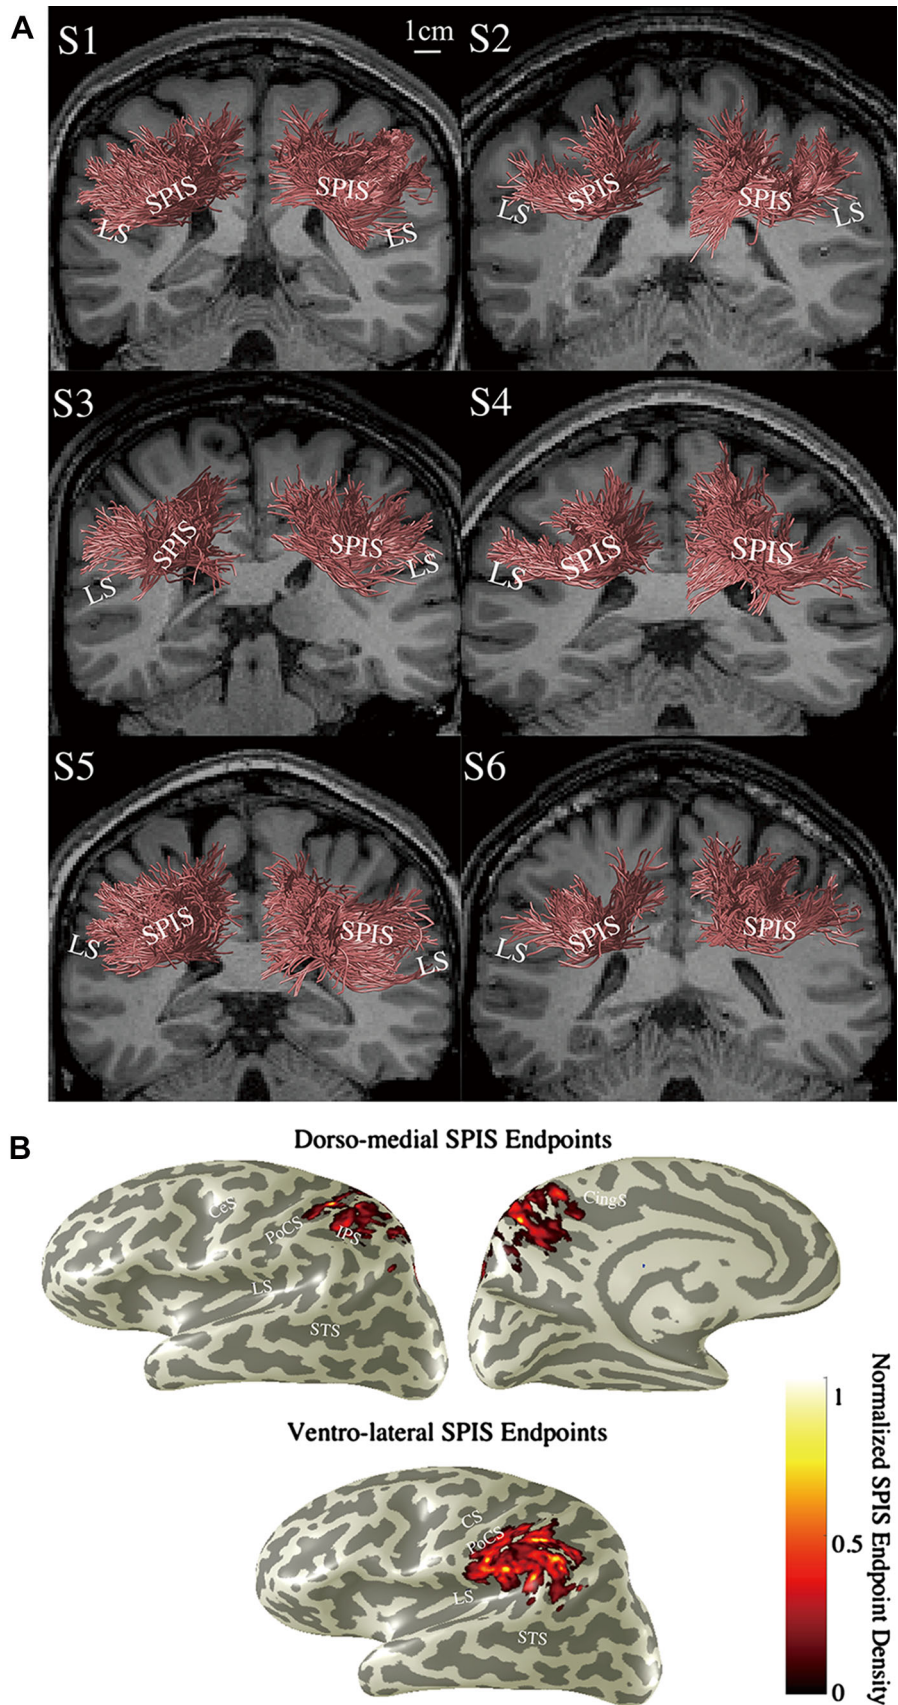 A
S1
1cm
S2
SPIS
SPIS
LS
LS
SPIS
LS
LS
S3
S4
SPIS
SPIS
LS
LS
SPIS
SPIS
LS
S5
S6
SPIS
SPIS
LS
LS
SPIS
SPIS
LS
B
Dorso-medial SPIS Endpoints
CeS
PoCS
IPS
LS
STS
CingS
Ventro-lateral SPIS Endpoints
CS
PoCS
LS
STS
1
0.5
0
Normalized SPIS Endpoint Density